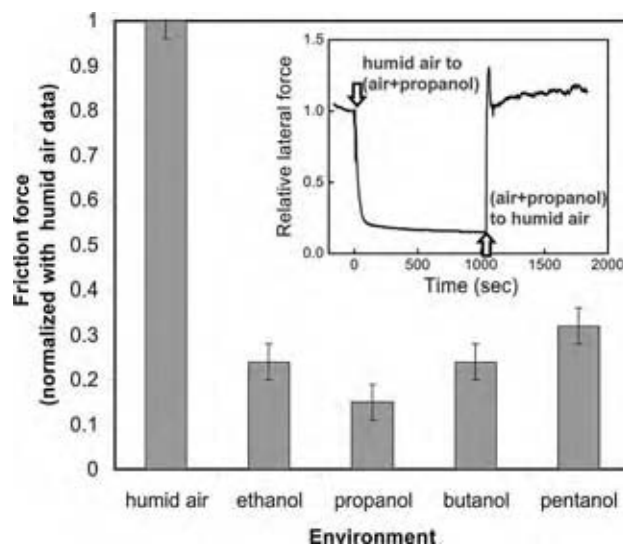 Friction force
(normalized with humid air data)
1
0.9
0.8
0.7
0.6
0.5
0.4
0.3
0.2
0.1
0
humid air
ethanol
propanol
butanol
pentanol
Environment
Relative lateral force
1.5
1.0
0.5
0.0
humid air to
(air+propanol)
(air+propanol)
to humid air
0
500
1000
1500
2000
Time (sec)